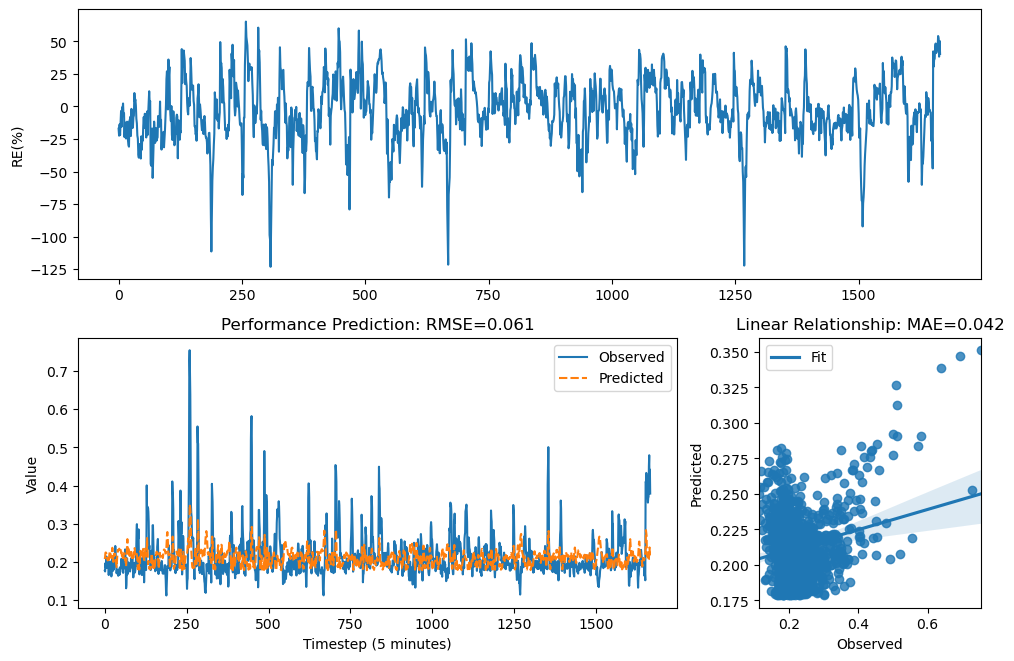 50
25
0
−25
−50
−75
−100
−125
RE(%)
0 250 500 750 1000 1250 1500
Performance Prediction: RMSE=0.061
Observed
Predicted
0.7
0.6
0.5
0.4
0.3
0.2
0.1
Value
0 250 500 750 1000 1250 1500
Timestep (5 minutes)
Linear Relationship: MAE=0.042
Fit
0.350
0.325
0.300
0.275
0.250
0.225
0.200
0.175
Predicted
0.2 0.4 0.6
Observed